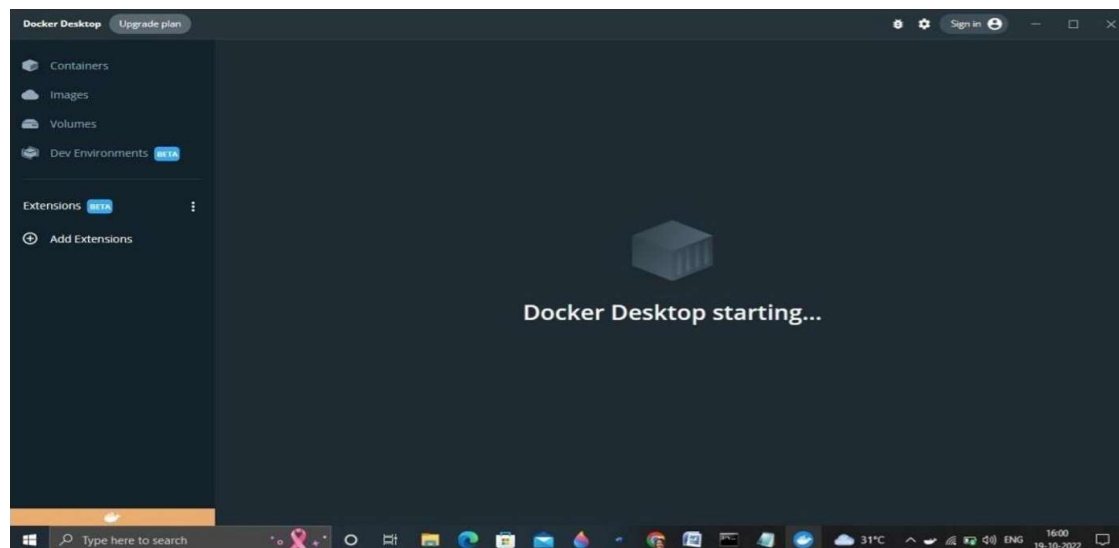 Docker Desktop Upgrade plan Sign in
Containers
Images
Volumes
Dev Environments BETA
Extensions BETA
Add Extensions
Docker Desktop starting...
Type here to search 31°C ENG 16:00
19-10-2022